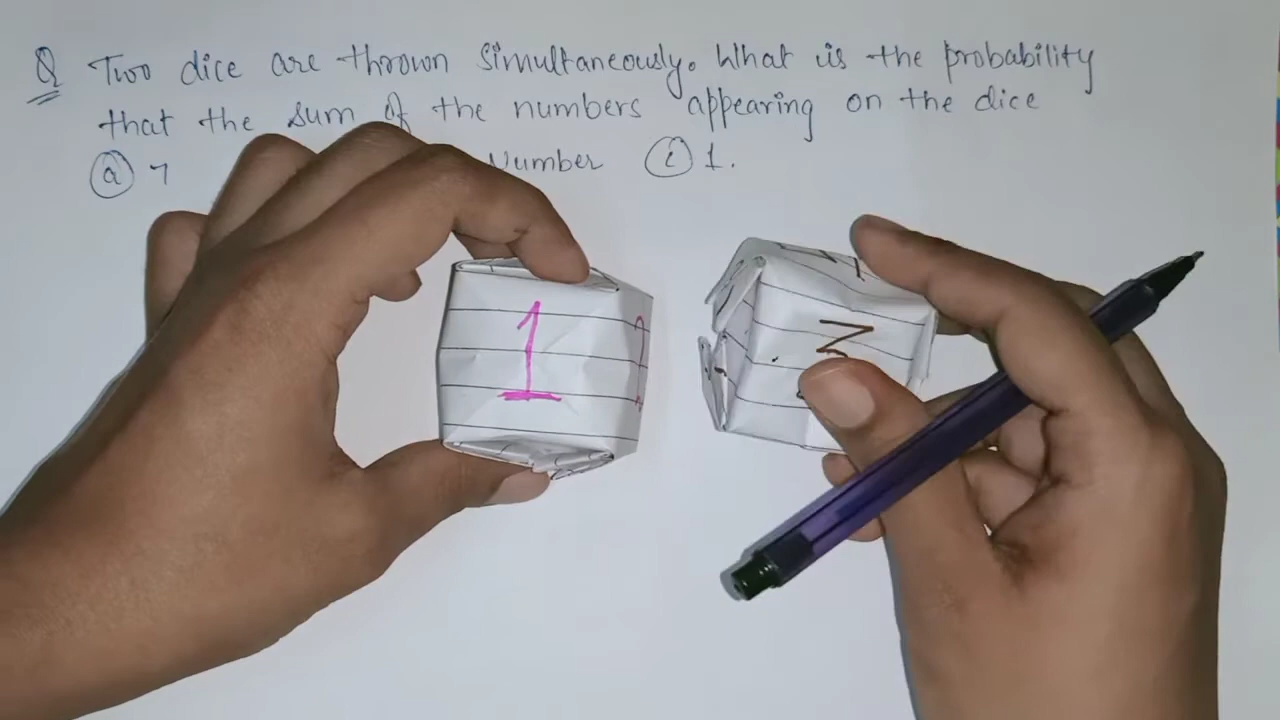 Q Two dice are thrown simultaneously. What is the probability
that the sum of the numbers appearing on the dice
(a) 7 Number (c) 1.
1
3